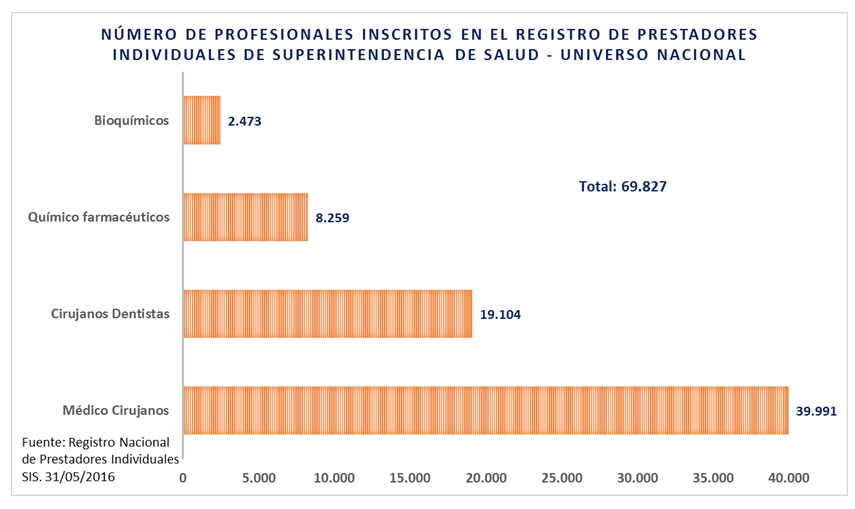 NÚMERO DE PROFESIONALES INSCRITOS EN EL REGISTRO DE PRESTADORES
INDIVIDUALES DE SUPERINTENDENCIA DE SALUD - UNIVERSO NACIONAL
Bioquímicos
2.473
Total: 69.827
Químico farmacéuticos
8.259
Cirujanos Dentistas
19.104
Médico Cirujanos
39.991
Fuente: Registro Nacional
de Prestadores Individuales
SIS. 31/05/2016
0 5.000 10.000 15.000 20.000 25.000 30.000 35.000 40.000